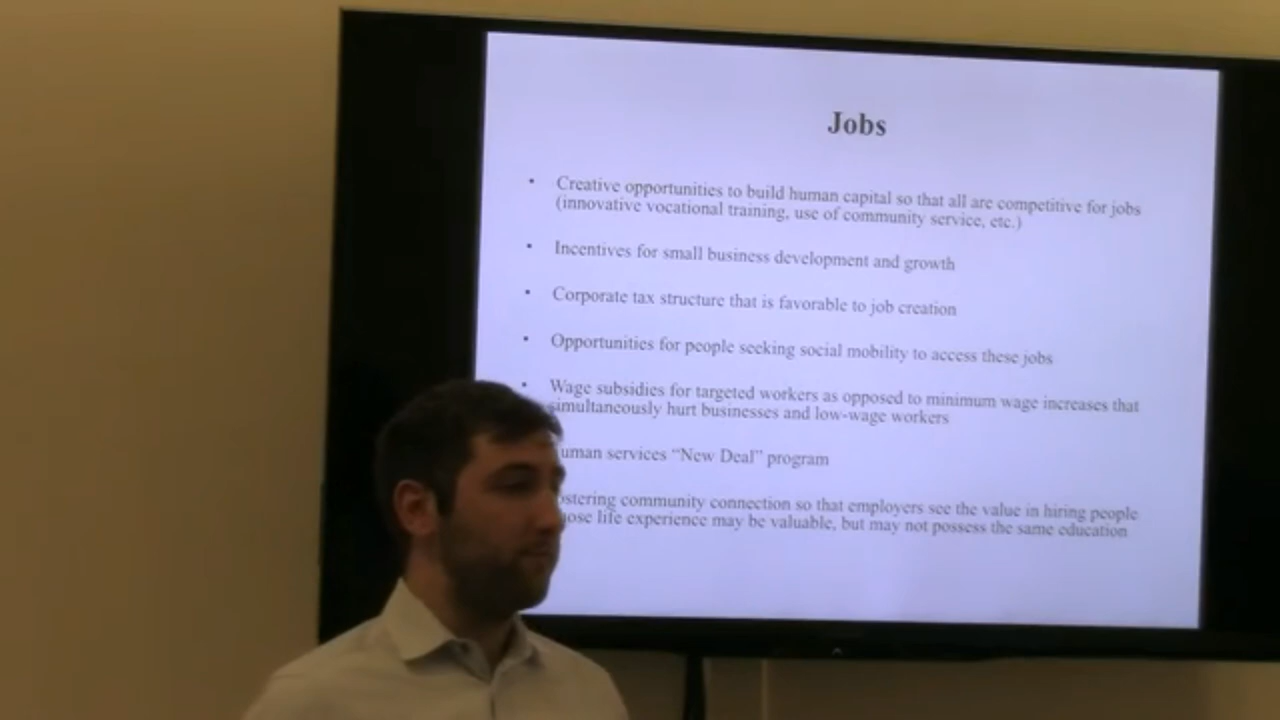 Jobs
• Creative opportunities to build human capital so that all are competitive for jobs
(innovative vocational training, use of community service, etc.)
• Incentives for small business development and growth
• Corporate tax structure that is favorable to job creation
• Opportunities for people seeking social mobility to access these jobs
• Wage subsidies for targeted workers as opposed to minimum wage increases that
simultaneously hurt businesses and low-wage workers
uman services “New Deal” program
ostering community connection so that employers see the value in hiring people
ose life experience may be valuable, but may not possess the same education